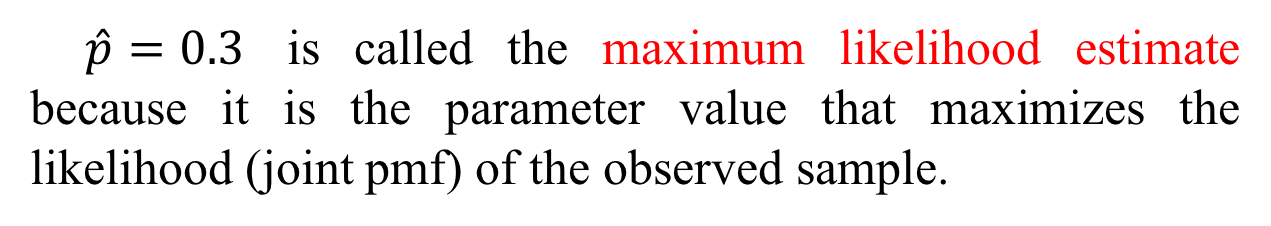 p̂ = 0.3 is called the maximum likelihood estimate
because it is the parameter value that maximizes the
likelihood (joint pmf) of the observed sample.